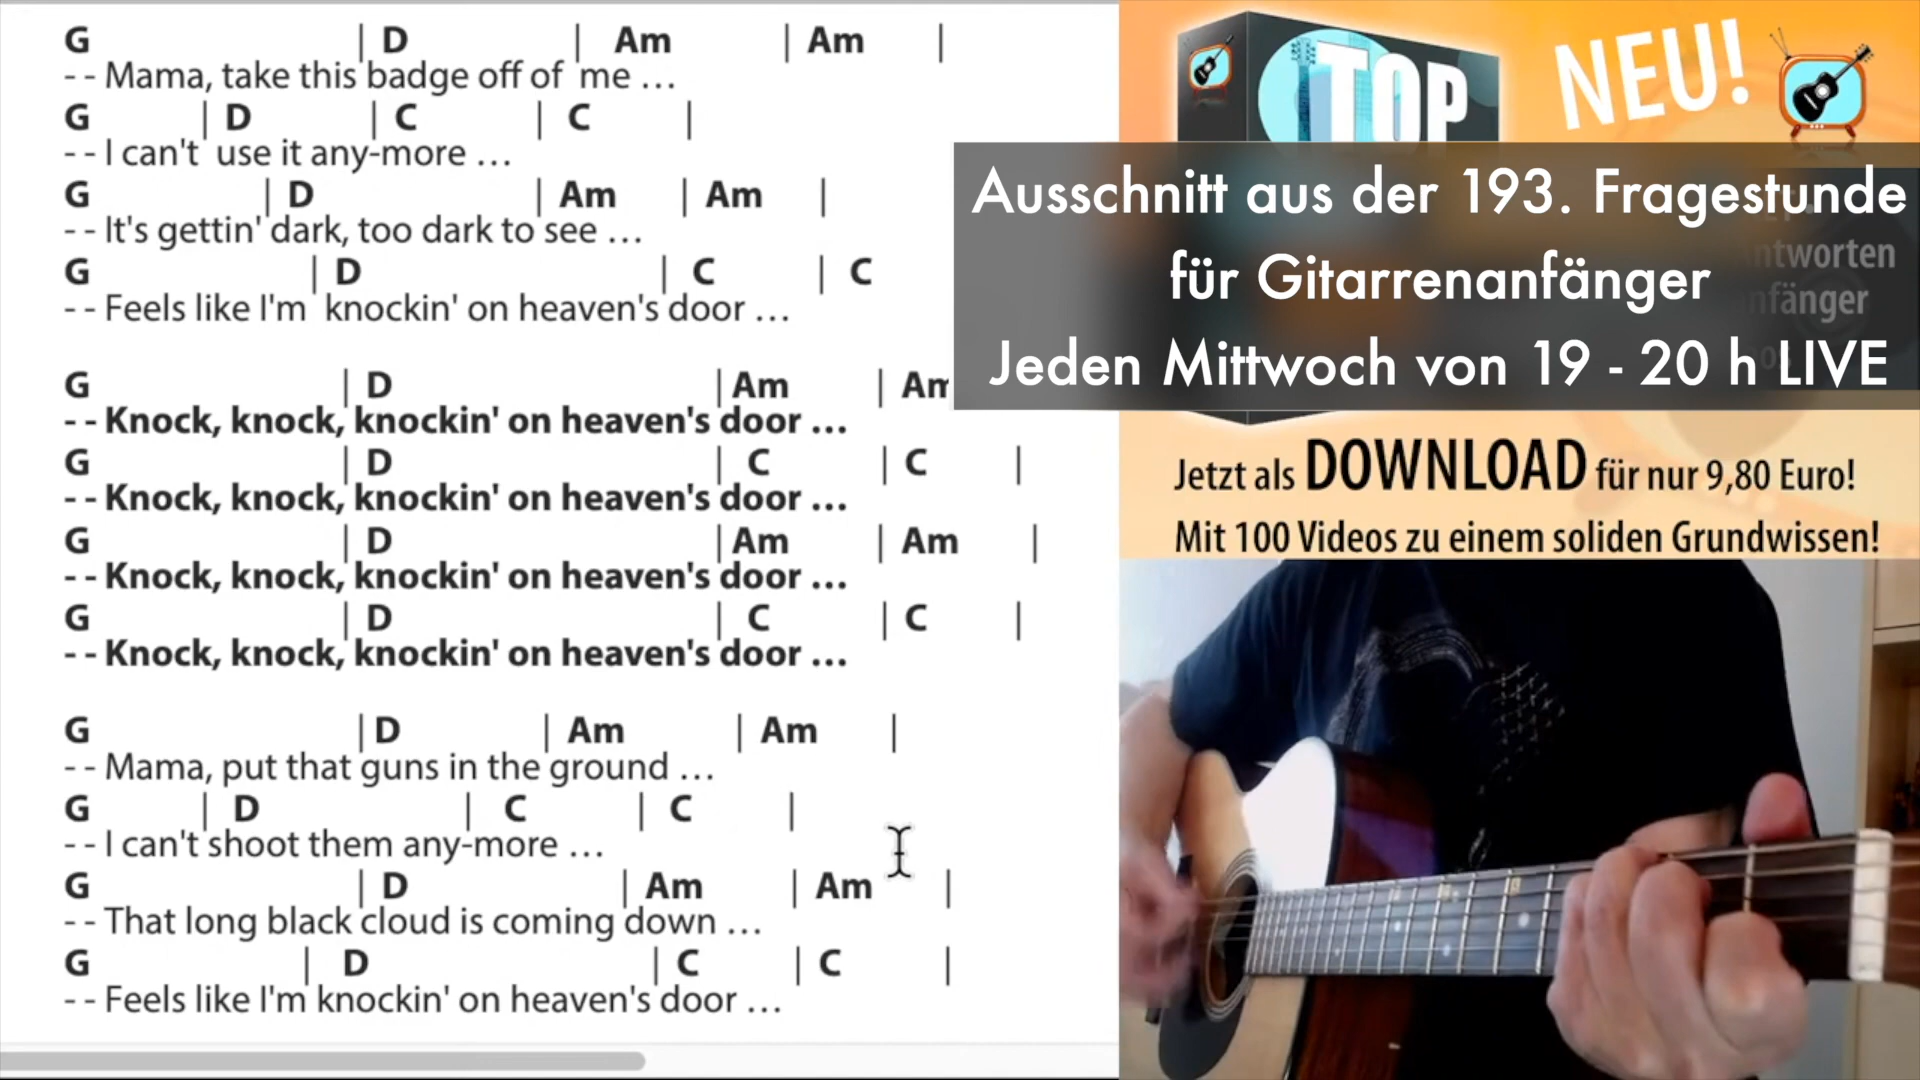 G | D | Am | Am |
-- Mama, take this badge off of me …
G | D | C | C |
-- I can't use it any-more …
G | D | Am | Am |
-- It's gettin' dark, too dark to see …
G | D | C | C
-- Feels like I'm knockin' on heaven's door …
G | D | Am | Am
-- Knock, knock, knockin' on heaven's door …
G | D | C | C |
-- Knock, knock, knockin' on heaven's door …
G | D | Am | Am |
-- Knock, knock, knockin' on heaven's door …
G | D | C | C |
-- Knock, knock, knockin' on heaven's door …
G | D | Am | Am |
-- Mama, put that guns in the ground …
G | D | C | C |
-- I can't shoot them any-more …
G | D | Am | Am |
-- That long black cloud is coming down …
G | D | C | C |
-- Feels like I'm knockin' on heaven's door …
TOP
NEU!
Ausschnitt aus der 193. Fragestunde
für Gitarrenanfänger
Jeden Mittwoch von 19 - 20 h LIVE
Jetzt als DOWNLOAD für nur 9,80 Euro!
Mit 100 Videos zu einem soliden Grundwissen!